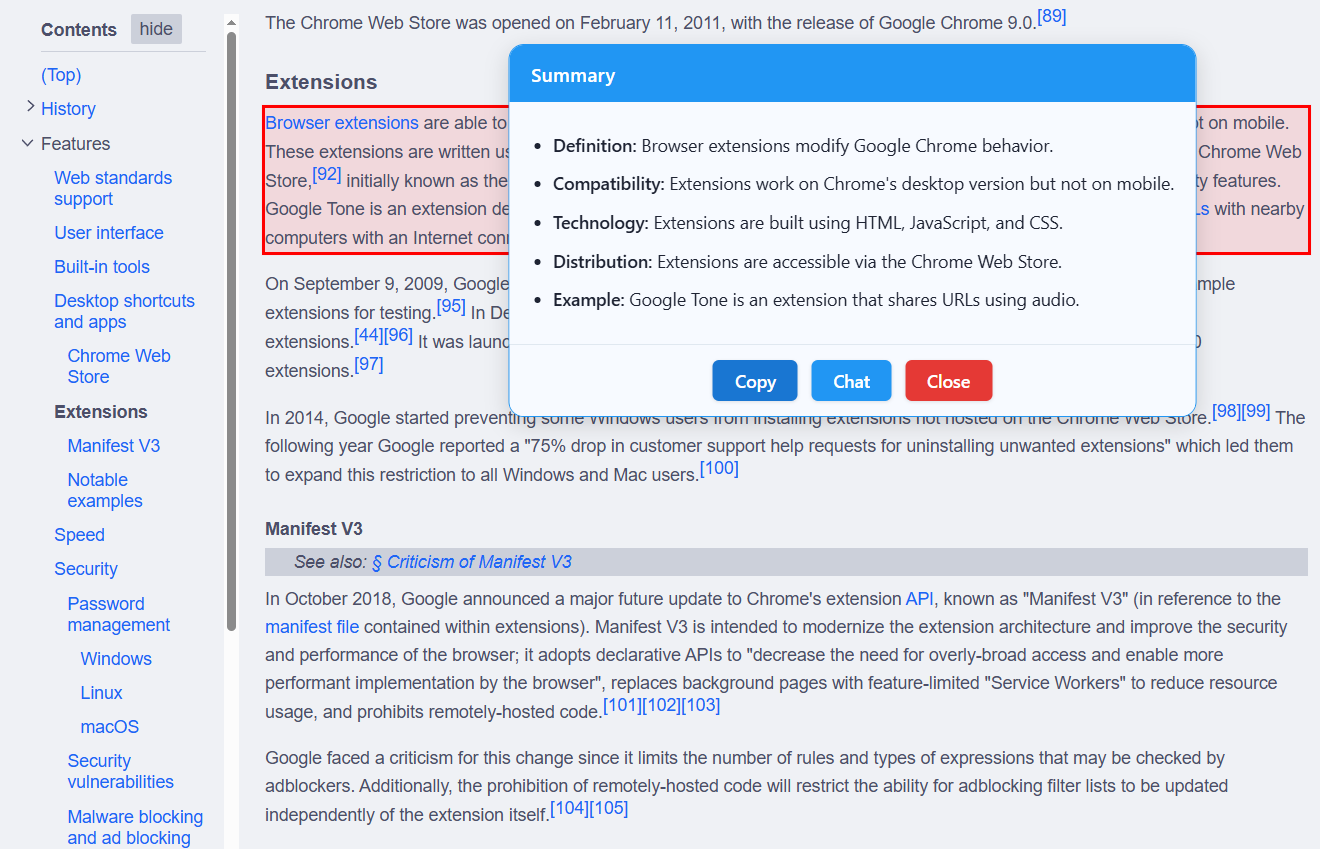 Contents hide
(Top)
History
Features
Web standards
support
User interface
Built-in tools
Desktop shortcuts
and apps
Chrome Web
Store
Extensions
Manifest V3
Notable
examples
Speed
Security
Password
management
Windows
Linux
macOS
Security
vulnerabilities
Malware blocking
and ad blocking
The Chrome Web Store was opened on February 11, 2011, with the release of Google Chrome 9.0.[89]
Extensions
Browser extensions are able to
t on mobile.
These extensions are written
Chrome Web
Store,[92] initially known as the
features.
Google Tone is an extension
with nearby
computers with an Internet
On September 9, 2009, Google
extensions for testing.[95] In
extensions.[44][96] It was
extensions.[97]
In 2014, Google started preventing some Windows users from installing extensions not hosted on the Chrome Web Store.[98][99] The
following year Google reported a "75% drop in customer support help requests for uninstalling unwanted extensions" which led them
to expand this restriction to all Windows and Mac users.[100]
Manifest V3
See also: § Criticism of Manifest V3
In October 2018, Google announced a major future update to Chrome's extension API, known as "Manifest V3" (in reference to the
manifest file contained within extensions). Manifest V3 is intended to modernize the extension architecture and improve the security
and performance of the browser; it adopts declarative APIs to "decrease the need for overly-broad access and enable more
performant implementation by the browser", replaces background pages with feature-limited "Service Workers" to reduce resource
usage, and prohibits remotely-hosted code.[101][102][103]
Google faced a criticism for this change since it limits the number of rules and types of expressions that may be checked by
adblockers. Additionally, the prohibition of remotely-hosted code will restrict the ability for adblocking filter lists to be updated
independently of the extension itself.[104][105]
Summary
• Definition: Browser extensions modify Google Chrome behavior.
• Compatibility: Extensions work on Chrome's desktop version but not on mobile.
• Technology: Extensions are built using HTML, JavaScript, and CSS.
• Distribution: Extensions are accessible via the Chrome Web Store.
• Example: Google Tone is an extension that shares URLs using audio.
Copy Chat Close